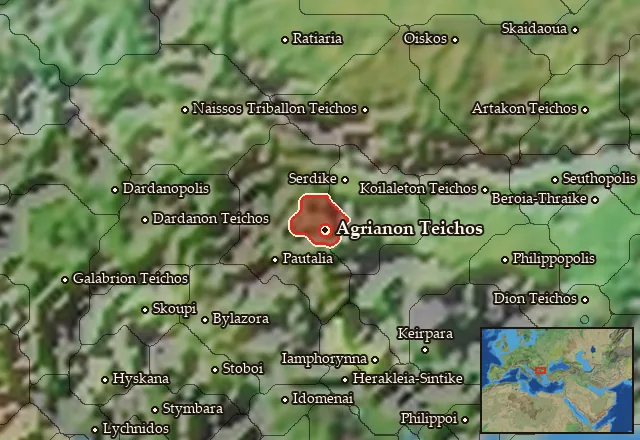 Skaidaoua
Ratiaria
Oiskos
Naissos
Triballon Teichos
Artakon Teichos
Serdike
Koilaleton Teichos
Seuthopolis
Dardanopolis
Beroia-Thraike
Dardanon Teichos
Agrianon Teichos
Pautalia
Philippopolis
Galabrion Teichos
Dion Teichos
Skoupi
Bylazora
Keirpara
Iamphorynna
Stoboi
Hyskana
Herakleia-Sintike
Idomenai
Stymbara
Philippoi
Lychnidos